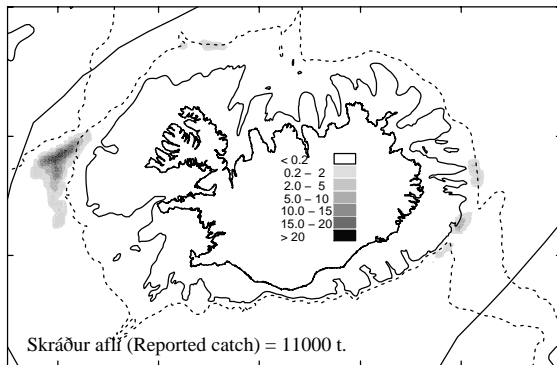 < 0.2
0.2 – 2
2.0 – 5
5.0 – 10
10.0 – 15
15.0 – 20
> 20
Skráður afli (Reported catch) = 11000 t.